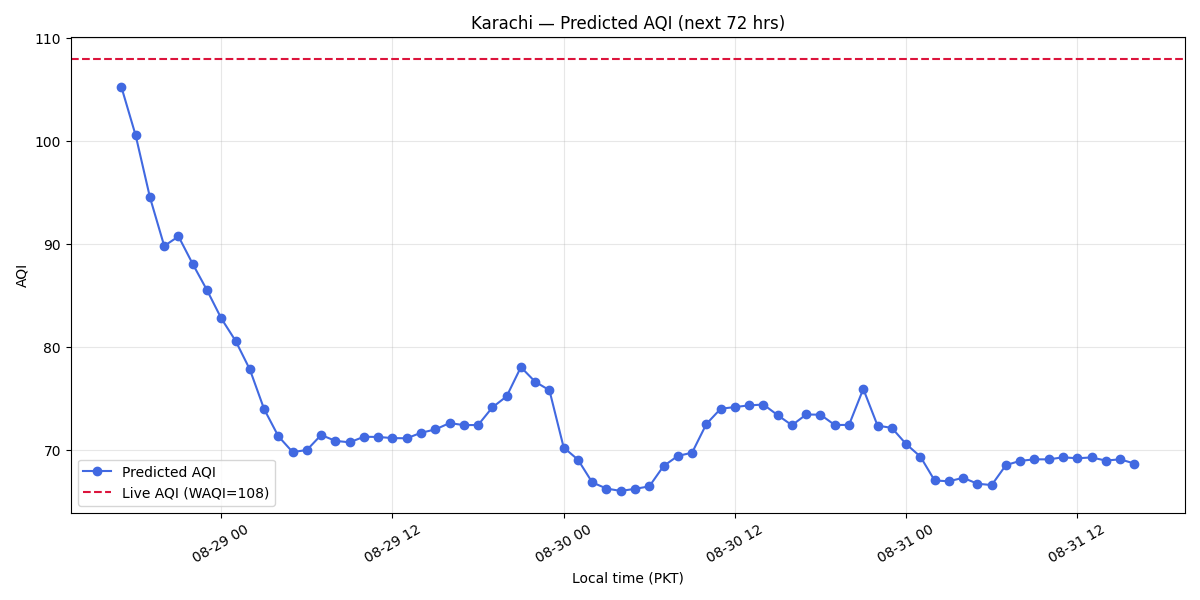 Karachi — Predicted AQI (next 72 hrs)
110
100
90
80
70
AQI
Predicted AQI
Live AQI (WAQI=108)
08-29 00
08-29 12
08-30 00
08-30 12
08-31 00
08-31 12
Local time (PKT)